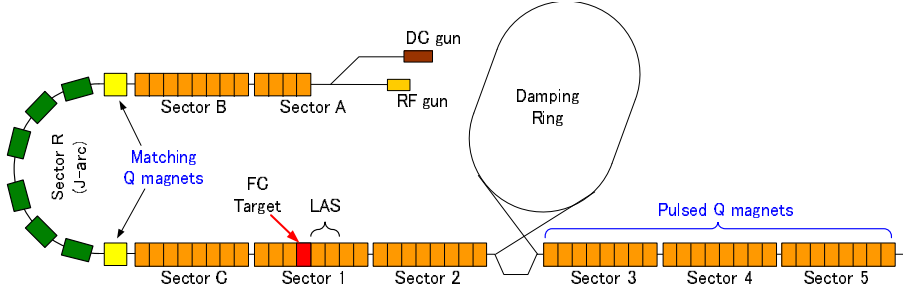 DC gun
RF gun
Sector B
Sector A
Damping
Ring
Sector R
(J-arc)
Matching
Q magnets
FC
Target
LAS
Pulsed Q magnets
Sector C
Sector 1
Sector 2
Sector 3
Sector 4
Sector 5